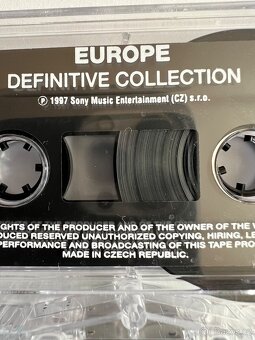 EUROPE
DEFINITIVE COLLECTION
℗ 1997 Sony Music Entertainment (CZ) s.r.o.
GHTS OF THE PRODUCER AND OF THE OWNER OF THE W
DUCED RESERVED UNAUTHORIZED COPYING, HIRING, LE
PERFORMANCE AND BROADCASTING OF THIS TAPE PRO
MADE IN CZECH REPUBLIC.